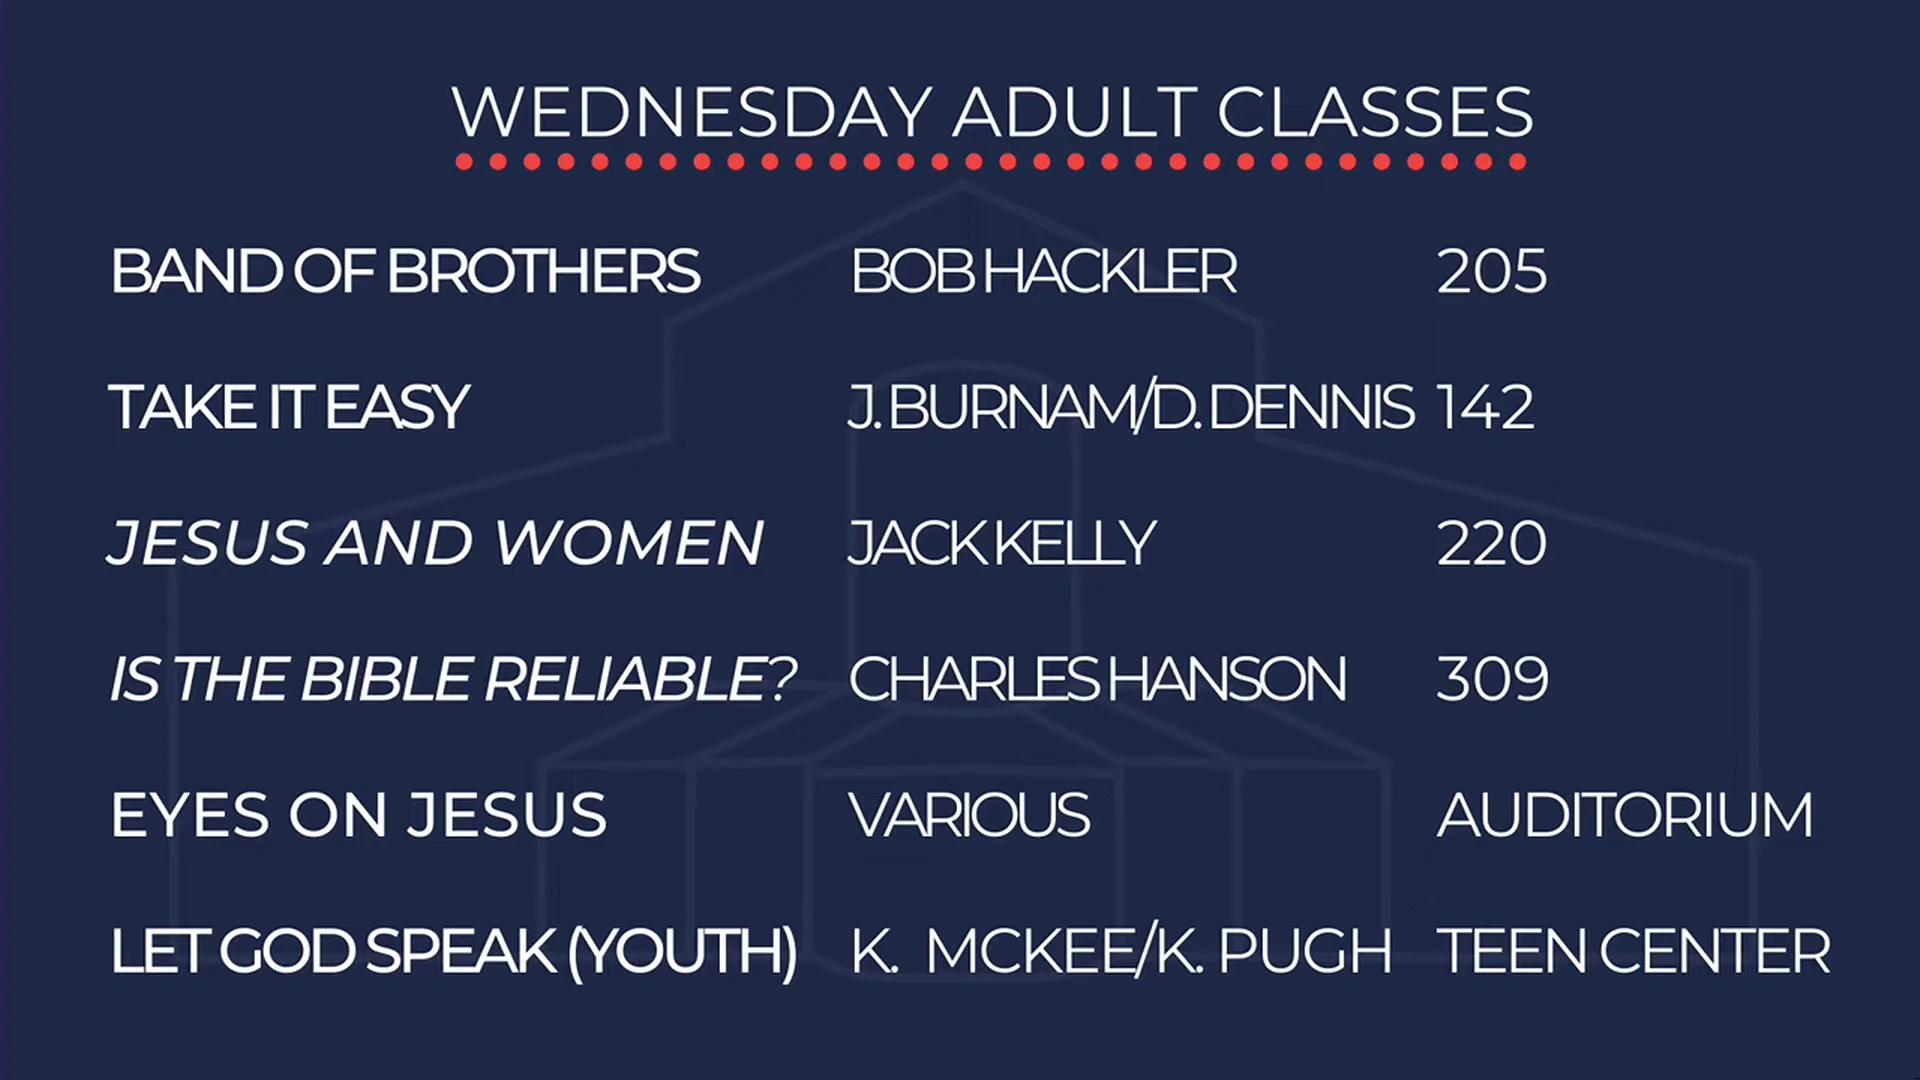 WEDNESDAY ADULT CLASSES
BAND OF BROTHERS BOB HACKLER 205
TAKE IT EASY J. BURNAM/D. DENNIS 142
JESUS AND WOMEN JACK KELLY 220
IS THE BIBLE RELIABLE? CHARLES HANSON 309
EYES ON JESUS VARIOUS AUDITORIUM
LET GOD SPEAK (YOUTH) K. MCKEE/K. PUGH TEEN CENTER